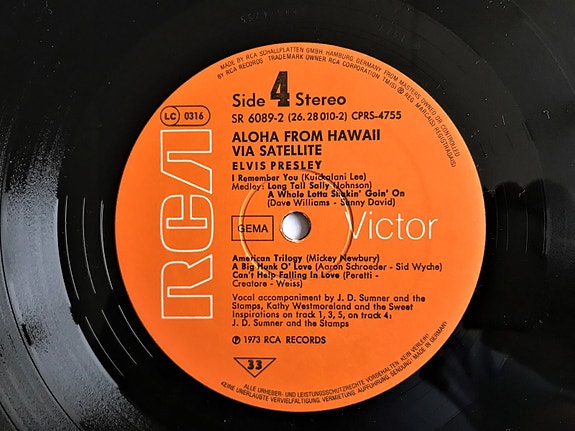 MADE BY RCA SCHALLPLATTEN GMBH. HAMBURG, GERMANY, FROM MASTERS OWNED OR CONTROLLED
BY RCA RECORDS TRADEMARK OWNER RCA CORPORATION TM(S) ® REG. MARCA(S) REGISTRADA(S)
Side 4 Stereo
LC 0316
SR 6089-2 (26.28 010-2) CPRS-4755
ALOHA FROM HAWAII
VIA SATELLITE
ELVIS PRESLEY
I Remember You (Kuickalani Lee)
Medley: Long Tall Sally (Johnson)
A Whole Lotta Shakin' Goin' On
(Dave Williams - Sunny David)
RCA
GEMA
Victor
American Trilogy (Mickey Newbury)
A Big Hunk O' Love (Aaron Schroeder - Sid Wyche)
Can't Help Falling In Love (Peretti -
Creatore - Weiss)
Vocal accompaniment by J. D. Sumner and the
Stamps, Kathy Westmoreland and the Sweet
Inspirations on track 1, 3, 5, on track 4:
J. D. Sumner and the Stamps
℗ 1973 RCA RECORDS
33
ALLE URHEBER- UND LEISTUNGSSCHUTZRECHTE VORBEHALTEN. KEIN VERLEIH!
KEINE UNERLAUBTE VERVIELFÄLTIGUNG, VERMIETUNG, AUFFÜHRUNG, SENDUNG! MADE IN GERMANY